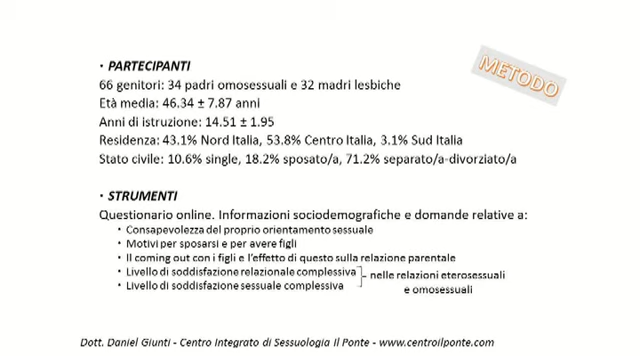 METODO
• PARTECIPANTI
66 genitori: 34 padri omosessuali e 32 madri lesbiche
Età media: 46.34 ± 7.87 anni
Anni di istruzione: 14.51 ± 1.95
Residenza: 43.1% Nord Italia, 53.8% Centro Italia, 3.1% Sud Italia
Stato civile: 10.6% single, 18.2% sposato/a, 71.2% separato/a-divorziato/a
• STRUMENTI
Questionario online. Informazioni sociodemografiche e domande relative a:
• Consapevolezza del proprio orientamento sessuale
• Motivi per sposarsi e per avere figli
• Il coming out con i figli e l'effetto di questo sulla relazione parentale
• Livello di soddisfazione relazionale complessiva
• Livello di soddisfazione sessuale complessiva
nelle relazioni eterosessuali
e omosessuali
Dott. Daniel Giunti - Centro Integrato di Sessuologia Il Ponte - www.centroilponte.com